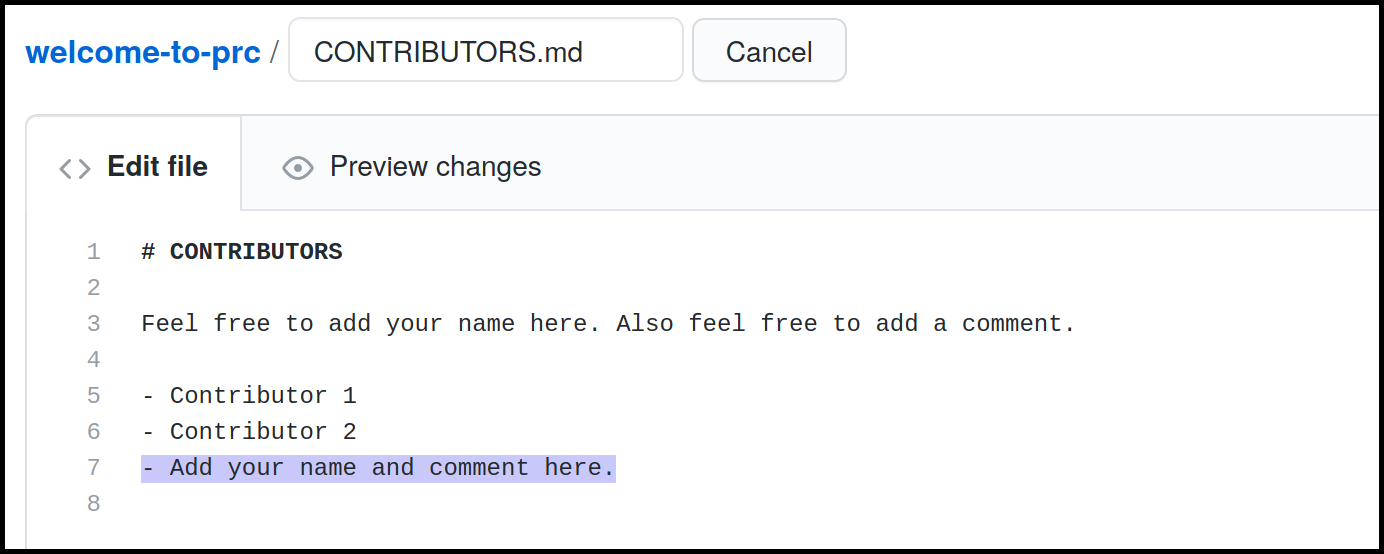 welcome-to-prc / CONTRIBUTORS.md Cancel
<> Edit file Preview changes
1 # CONTRIBUTORS
2
3 Feel free to add your name here. Also feel free to add a comment.
4
5 - Contributor 1
6 - Contributor 2
7 - Add your name and comment here.
8